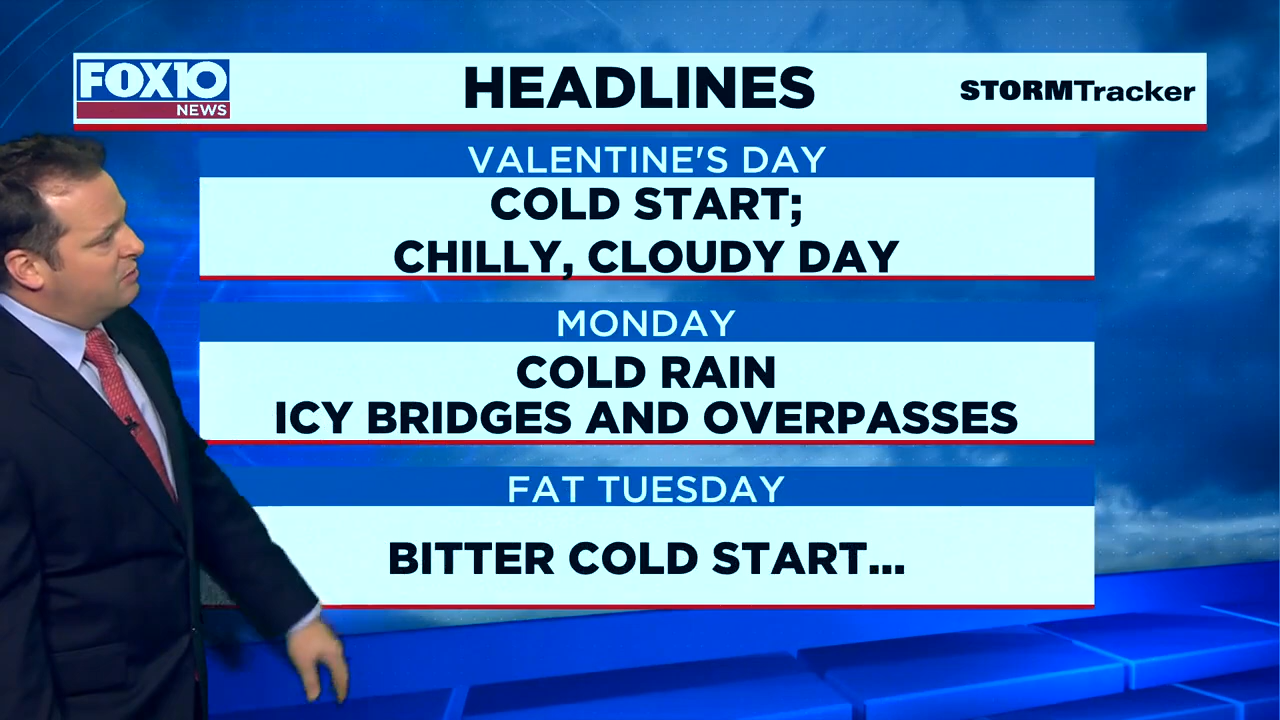 FOX10
NEWS
HEADLINES
STORMTracker
VALENTINE'S DAY
COLD START;
CHILLY, CLOUDY DAY
MONDAY
COLD RAIN
ICY BRIDGES AND OVERPASSES
FAT TUESDAY
BITTER COLD START...